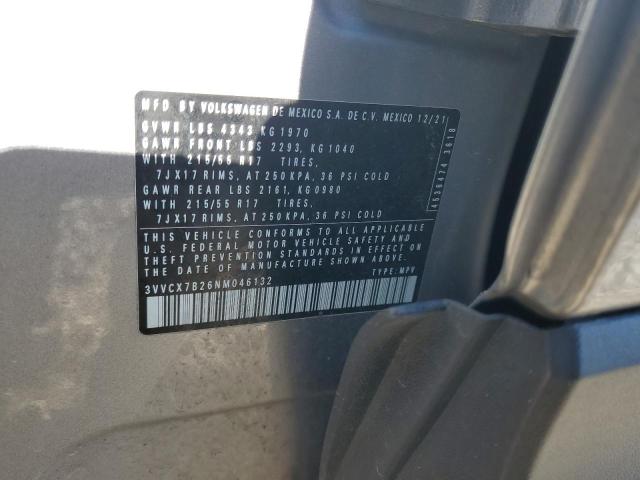 MFD BY VOLKSWAGEN DE MEXICO S.A. DE C.V. MEXICO 12/21
GVWR LBS 4343 KG 1970
GAWR FRONT LBS 2293, KG 1040
WITH 215/55 R17 TIRES,
7JX17 RIMS, AT 250 KPA, 36 PSI COLD
GAWR REAR LBS 2161, KG 0980
WITH 215/55 R17 TIRES,
7JX17 RIMS, AT 250 KPA, 36 PSI COLD
THIS VEHICLE CONFORMS TO ALL APPLICABLE
U.S. FEDERAL MOTOR VEHICLE SAFETY AND
THEFT PREVENTION STANDARDS IN EFFECT ON
THE DATE OF MANUFACTURE SHOWN ABOVE.
3VVCX7B26NM046132 TYPE: MPV
4536474 3618